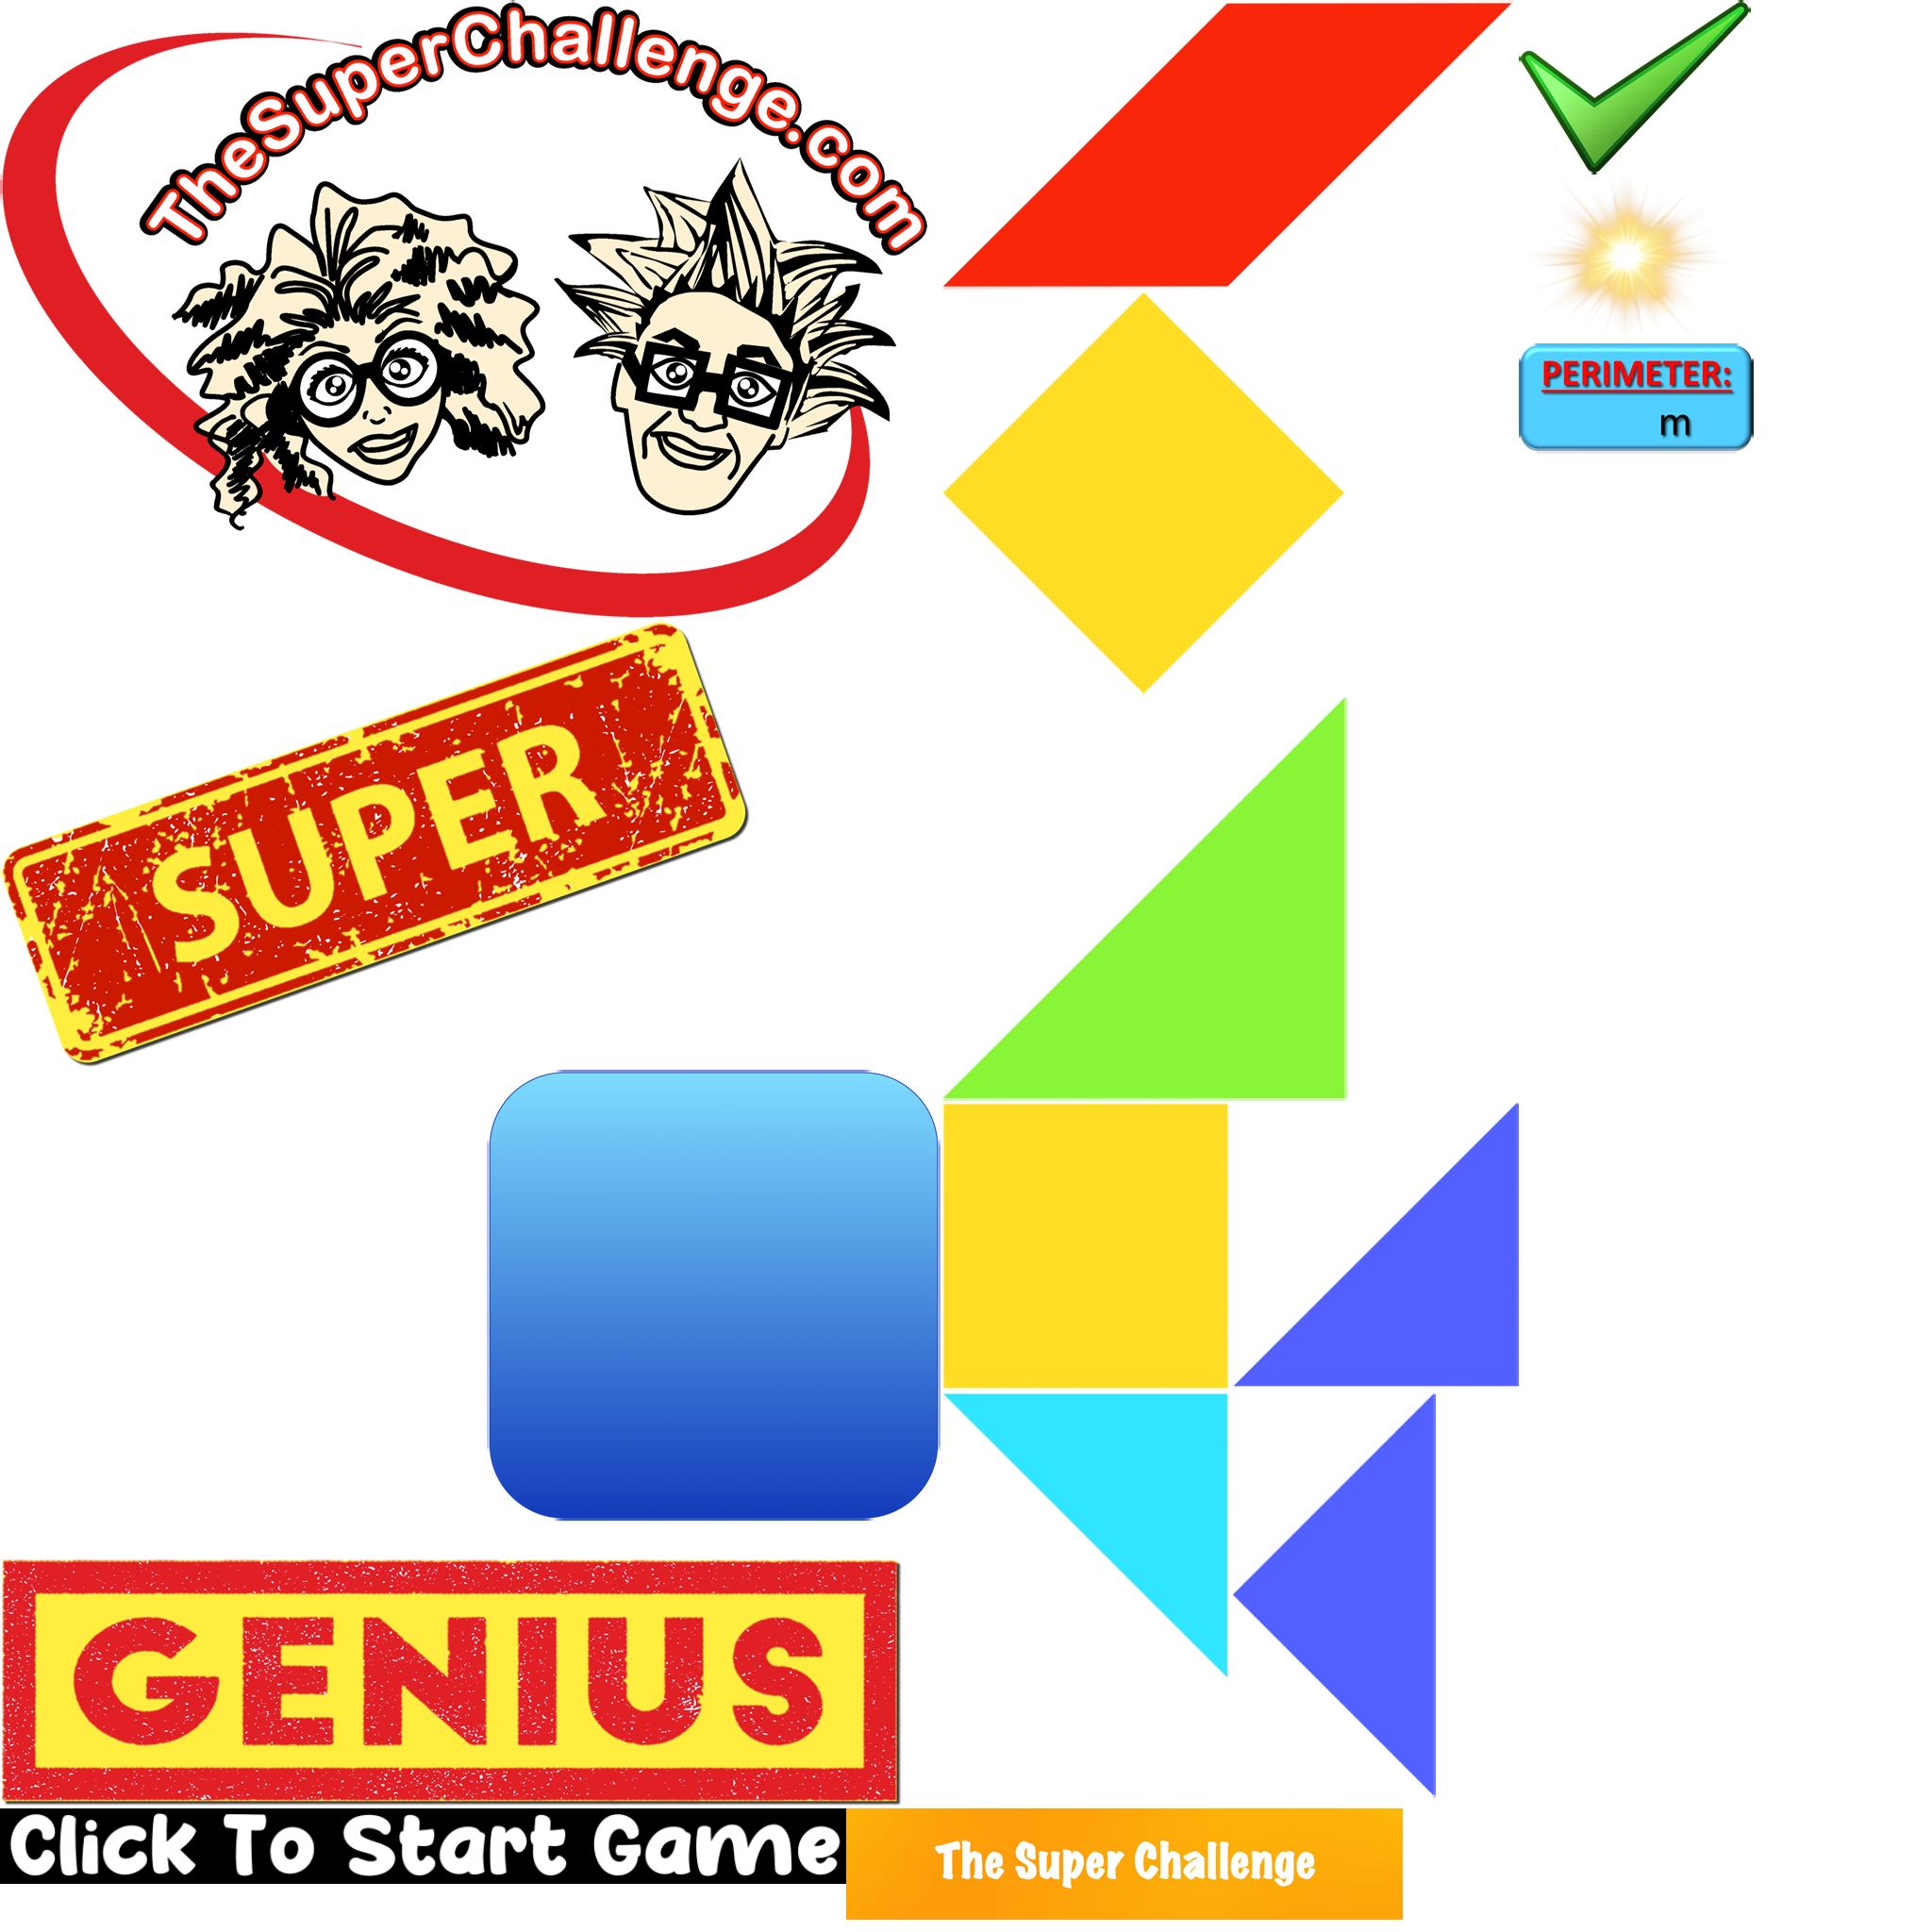 TheSuperChallenge.com
PERIMETER:
m
SUPER
GENIUS
Click To Start Game
The Super Challenge